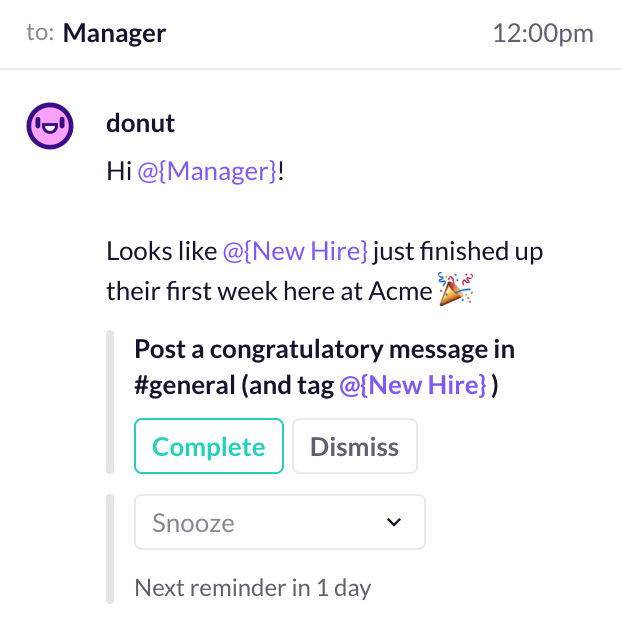 to: Manager 12:00pm
donut
Hi @{Manager}!
Looks like @{New Hire} just finished up
their first week here at Acme 🎉
Post a congratulatory message in
#general (and tag @{New Hire} )
Complete Dismiss
Snooze
Next reminder in 1 day